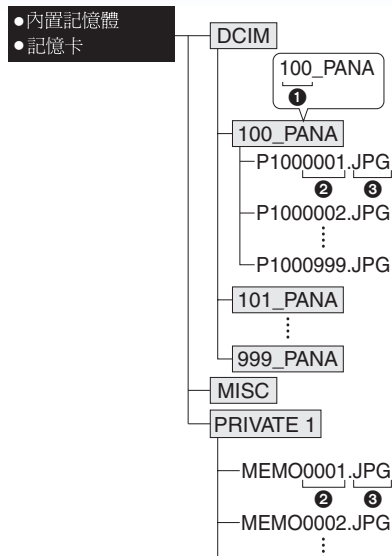 ●內置記憶體
●記憶卡
DCIM
100_PANA
❶
100_PANA
P1000001.JPG
❷ ❸
P1000002.JPG
P1000999.JPG
101_PANA
999_PANA
MISC
PRIVATE 1
MEMO0001.JPG
❷ ❸
MEMO0002.JPG